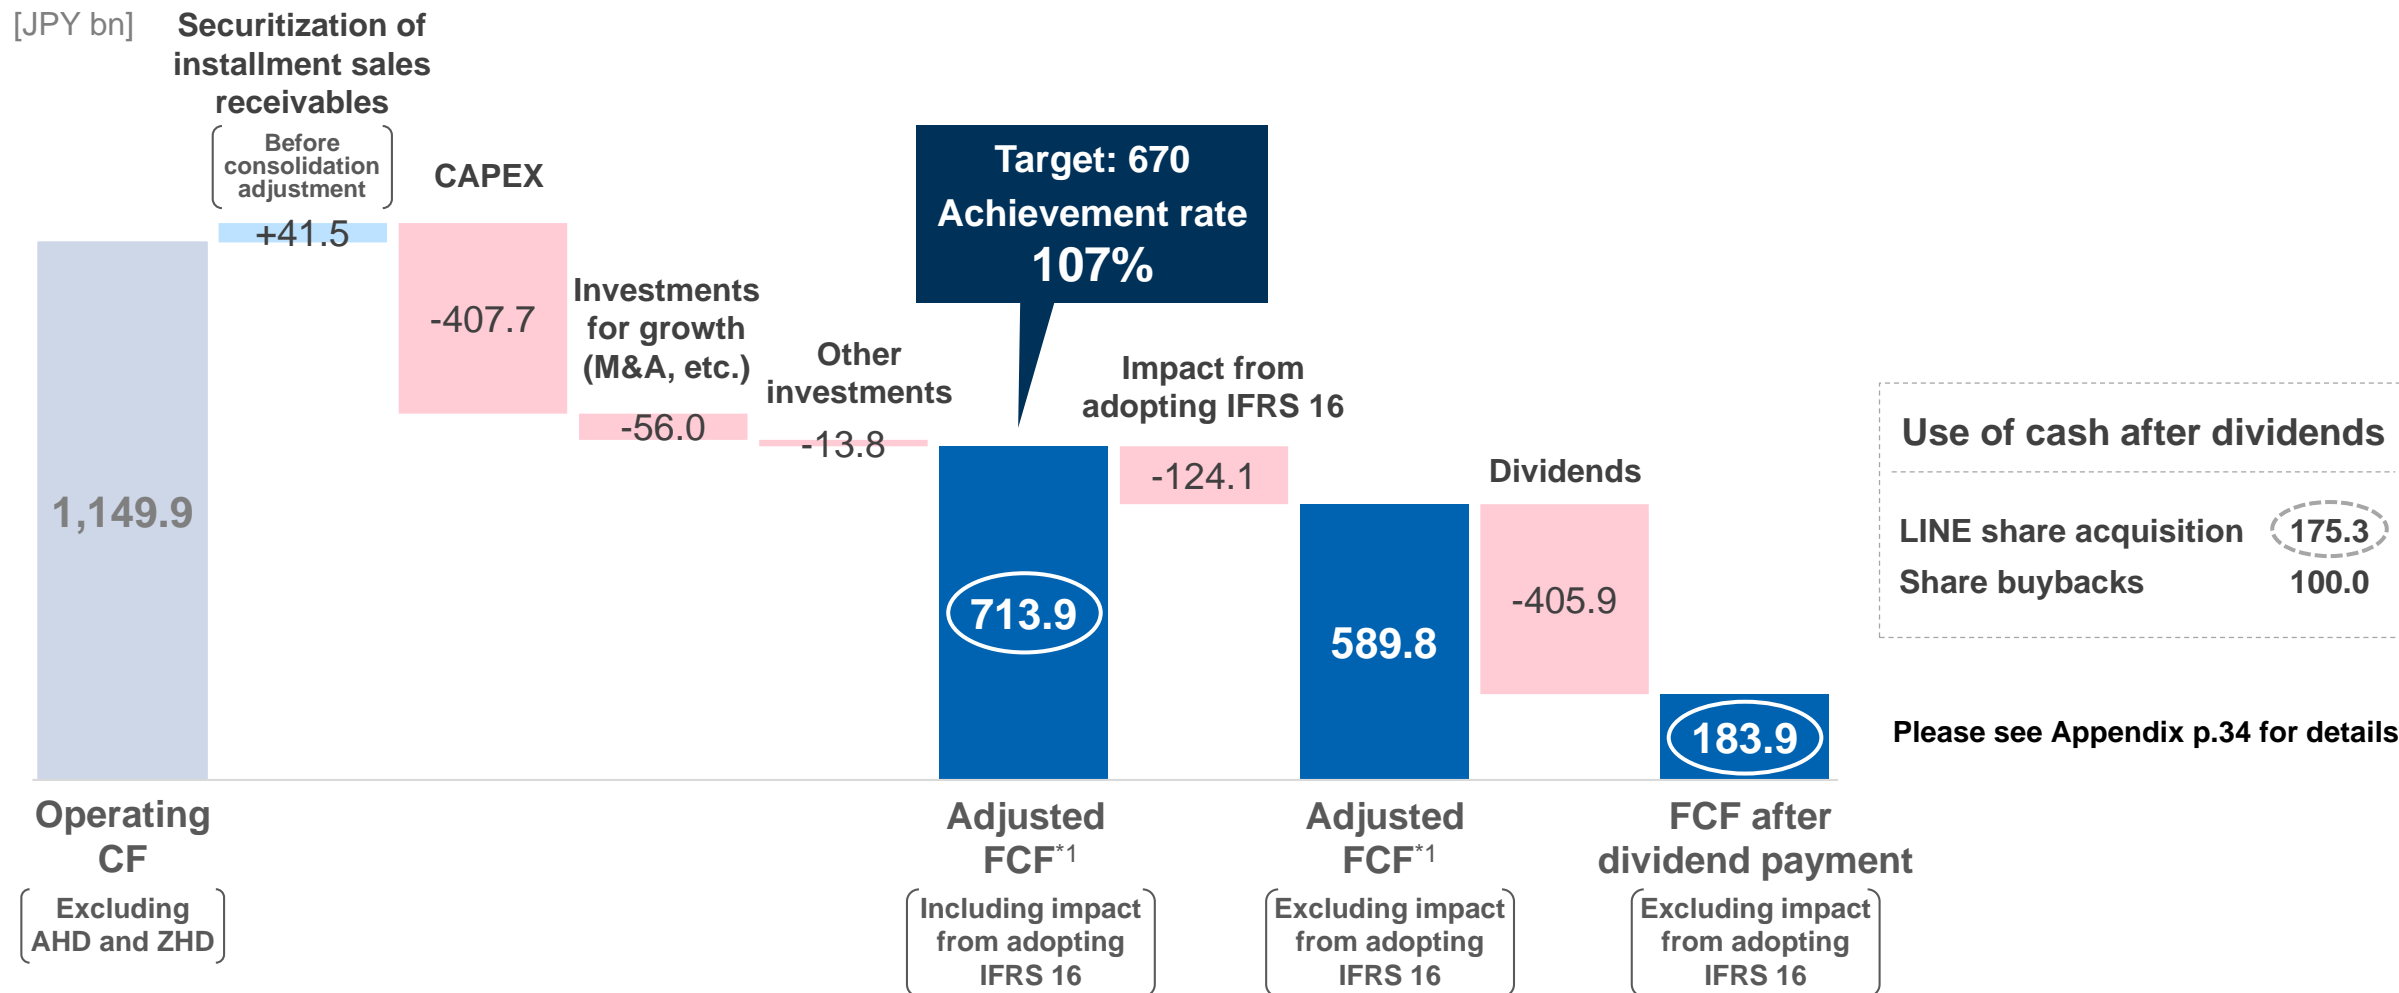 [JPY bn]
Securitization of
installment sales
receivables
Before
consolidation
adjustment
+41.5
CAPEX
-407.7
Investments
for growth
(M&A, etc.)
-56.0
Other
investments
-13.8
Target: 670
Achievement rate
107%
Impact from
adopting IFRS 16
-124.1
Dividends
-405.9
1,149.9
713.9
589.8
183.9
Operating
CF
Excluding
AHD and ZHD
Adjusted
FCF*1
Including impact
from adopting
IFRS 16
Adjusted
FCF*1
Excluding impact
from adopting
IFRS 16
FCF after
dividend payment
Excluding impact
from adopting
IFRS 16
Use of cash after dividends
LINE share acquisition 175.3
Share buybacks 100.0
Please see Appendix p.34 for details